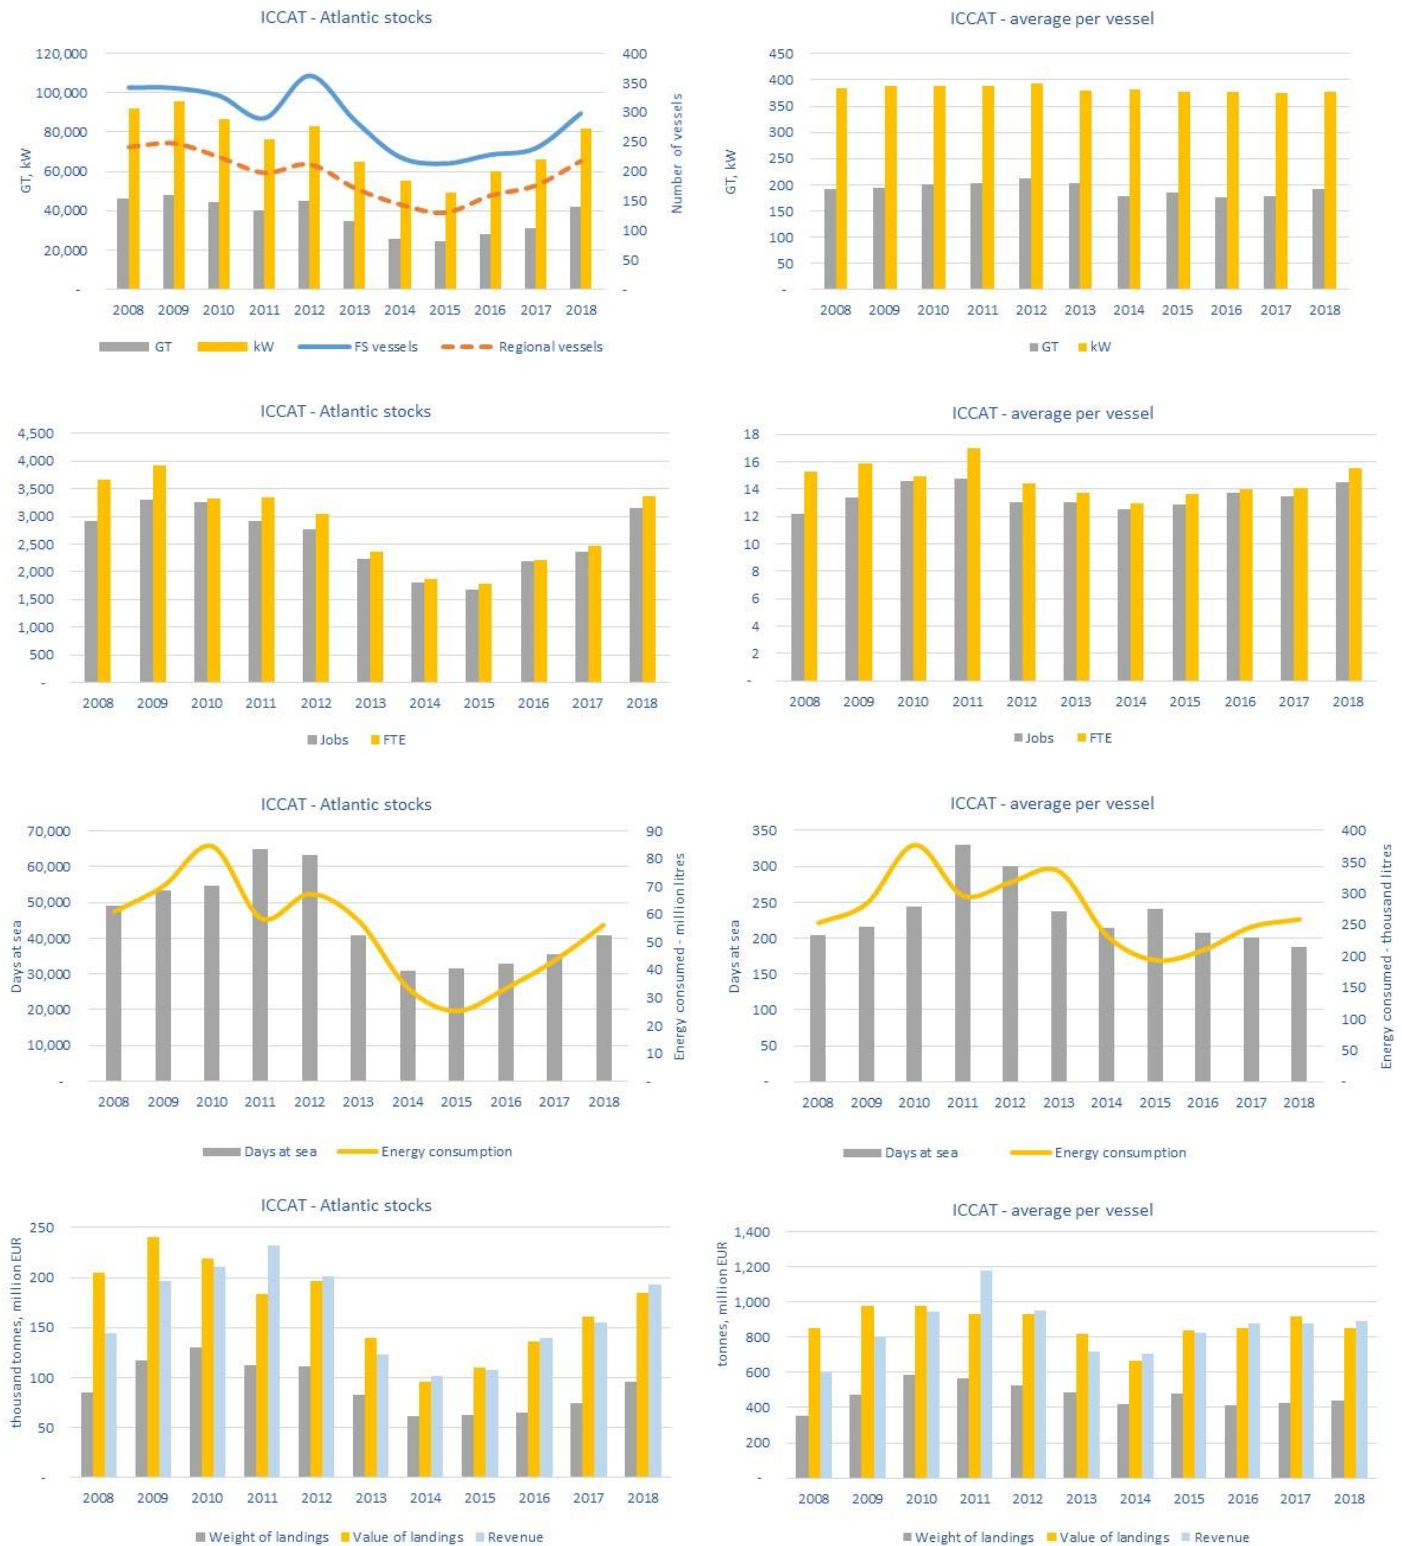 ICCAT - Atlantic stocks
120,000
100,000
80,000
60,000
40,000
20,000
-
GT, kW
400
350
300
250
200
150
100
50
-
Number of vessels
2008 2009 2010 2011 2012 2013 2014 2015 2016 2017 2018
GT kW FS vessels Regional vessels
ICCAT - average per vessel
450
400
350
300
250
200
150
100
50
-
GT, kW
2008 2009 2010 2011 2012 2013 2014 2015 2016 2017 2018
GT kW
ICCAT - Atlantic stocks
4,500
4,000
3,500
3,000
2,500
2,000
1,500
1,000
500
-
2008 2009 2010 2011 2012 2013 2014 2015 2016 2017 2018
Jobs FTE
ICCAT - average per vessel
18
16
14
12
10
8
6
4
2
-
2008 2009 2010 2011 2012 2013 2014 2015 2016 2017 2018
Jobs FTE
ICCAT - Atlantic stocks
70,000
60,000
50,000
40,000
30,000
20,000
10,000
-
Days at sea
90
80
70
60
50
40
30
20
10
-
Energy consumed - million litres
2008 2009 2010 2011 2012 2013 2014 2015 2016 2017 2018
Days at sea Energy consumption
ICCAT - average per vessel
350
300
250
200
150
100
50
-
Days at sea
400
350
300
250
200
150
100
50
-
Energy consumed - thousand litres
2008 2009 2010 2011 2012 2013 2014 2015 2016 2017 2018
Days at sea Energy consumption
ICCAT - Atlantic stocks
250
200
150
100
50
-
thousand tonnes, million EUR
2008 2009 2010 2011 2012 2013 2014 2015 2016 2017 2018
Weight of landings Value of landings Revenue
ICCAT - average per vessel
1,400
1,200
1,000
800
600
400
200
-
tonnes, million EUR
2008 2009 2010 2011 2012 2013 2014 2015 2016 2017 2018
Weight of landings Value of landings Revenue